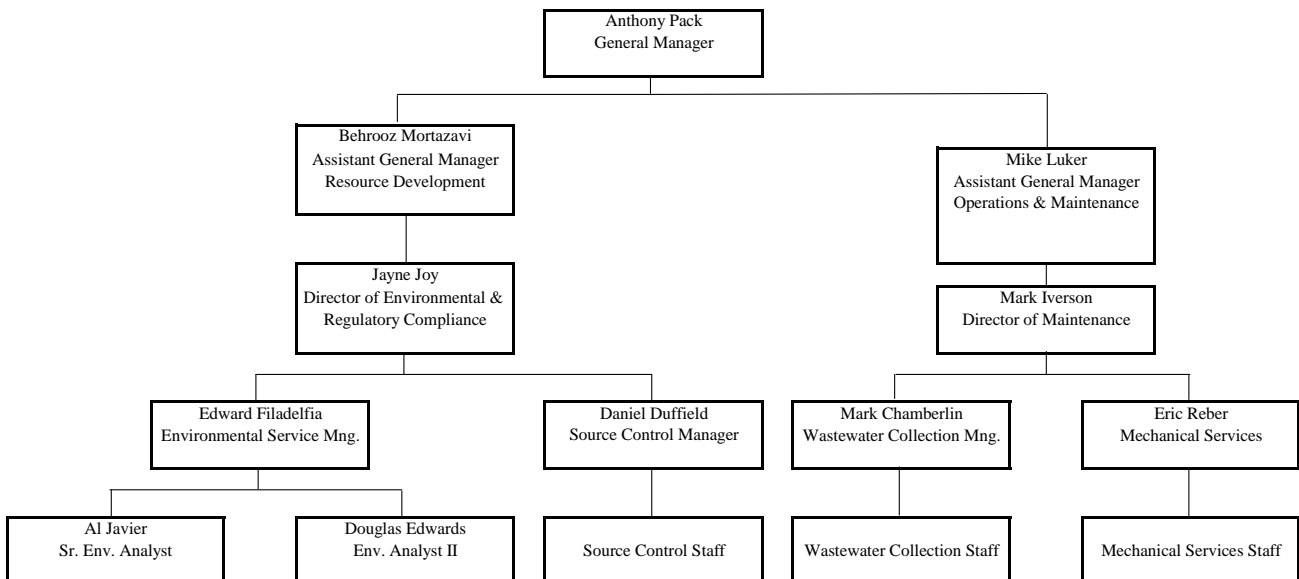 Anthony Pack
General Manager
Behrooz Mortazavi
Assistant General Manager
Resource Development
Mike Luker
Assistant General Manager
Operations & Maintenance
Jayne Joy
Director of Environmental &
Regulatory Compliance
Mark Iverson
Director of Maintenance
Edward Filadelfia
Environmental Service Mng.
Daniel Duffield
Source Control Manager
Mark Chamberlin
Wastewater Collection Mng.
Eric Reber
Mechanical Services
Al Javier
Sr. Env. Analyst
Douglas Edwards
Env. Analyst II
Source Control Staff
Wastewater Collection Staff
Mechanical Services Staff